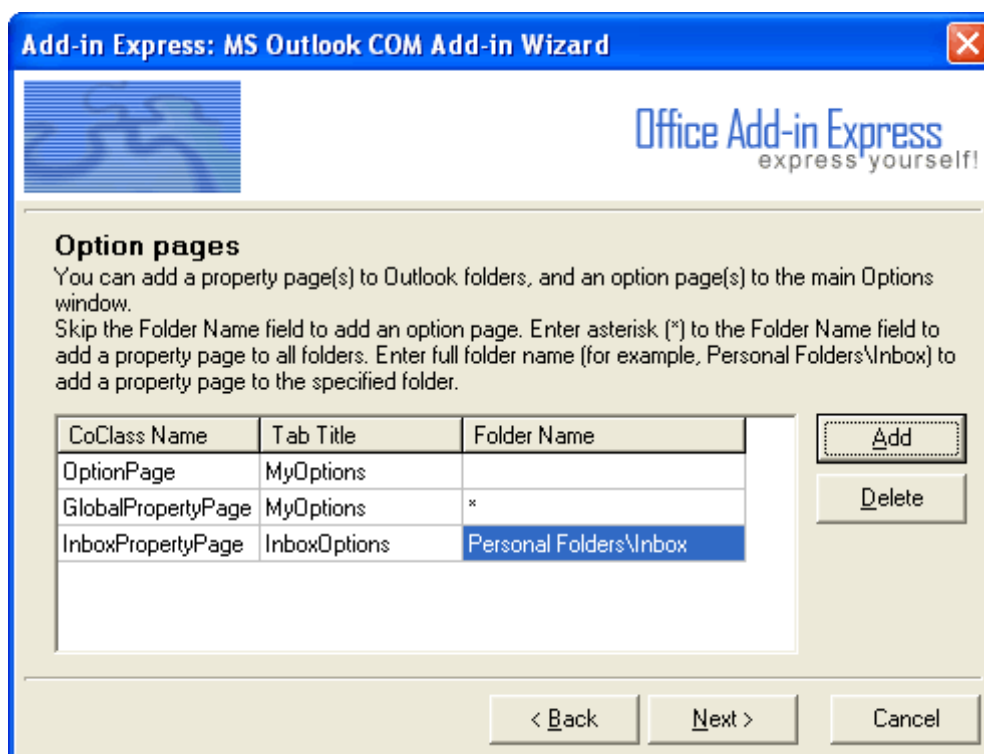 Add-in Express: MS Outlook COM Add-in Wizard
Office Add-in Express
express yourself!
Option pages
You can add a property page(s) to Outlook folders, and an option page(s) to the main Options
window.
Skip the Folder Name field to add an option page. Enter asterisk (*) to the Folder Name field to
add a property page to all folders. Enter full folder name (for example, Personal Folders\Inbox) to
add a property page to the specified folder.
CoClass Name Tab Title Folder Name
OptionPage MyOptions
GlobalPropertyPage MyOptions *
InboxPropertyPage InboxOptions Personal Folders\Inbox
Add
Delete
< Back Next > Cancel